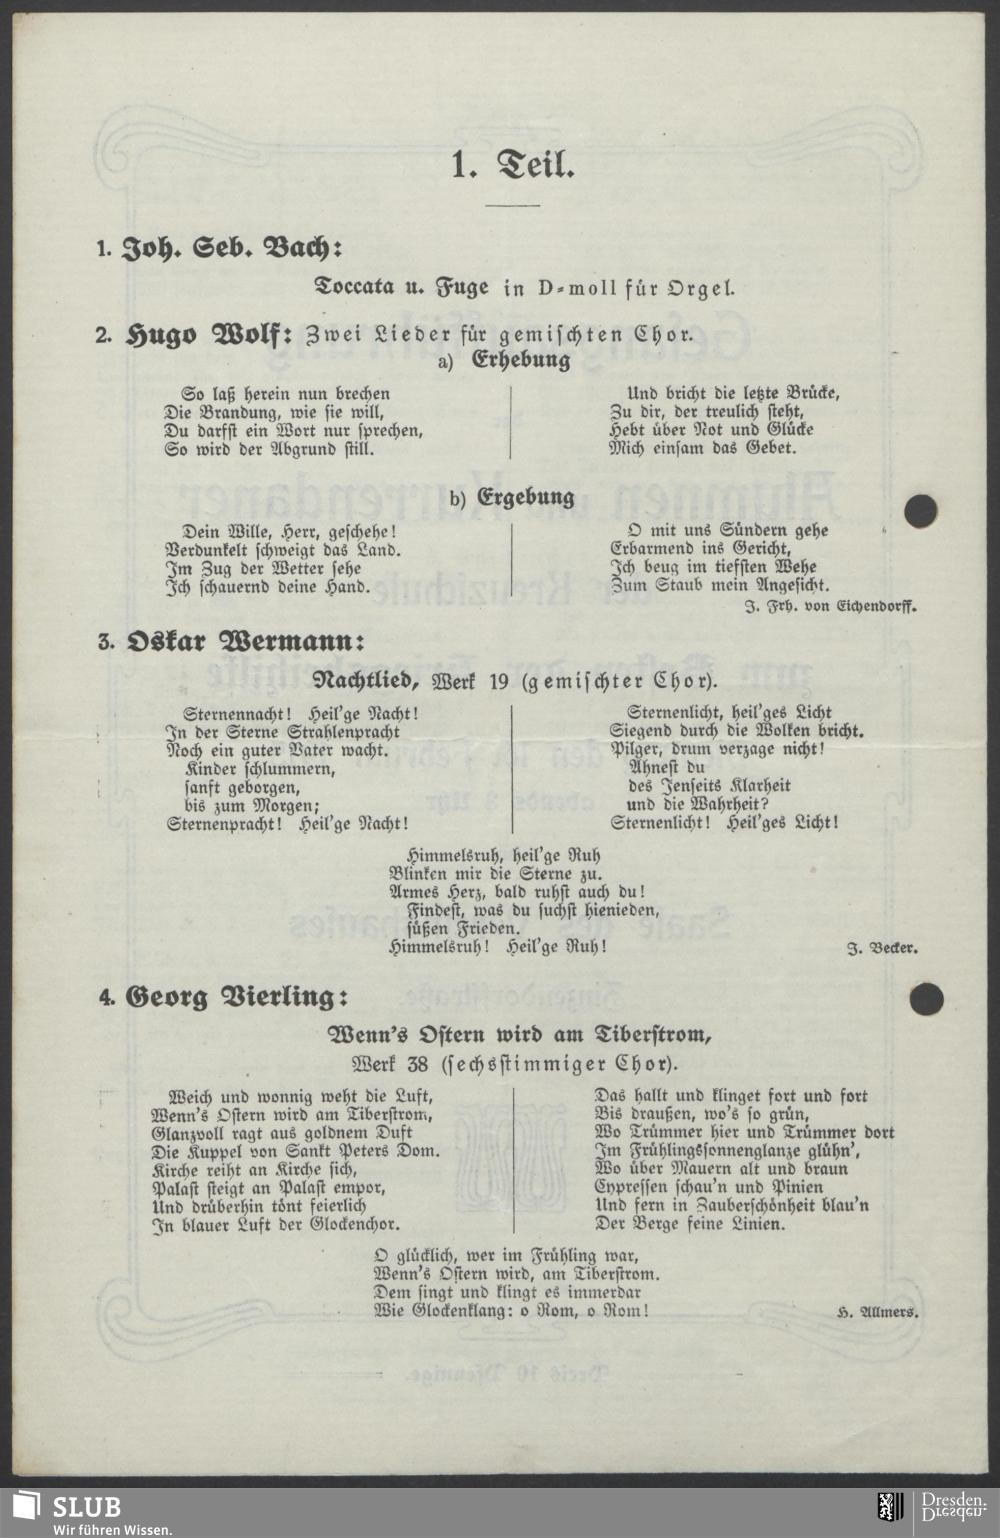 1. Teil.
1. Joh. Seb. Bach:
Toccata u. Fuge in D-moll für Orgel.
2. Hugo Wolf: Zwei Lieder für gemischten Chor.
a) Erhebung
So laß herein nun brechen
Die Brandung, wie sie will,
Du darfst ein Wort nur sprechen,
So wird der Abgrund still.
Und bricht die letzte Brücke,
Zu dir, der treulich steht,
Hebt über Not und Glücke
Mich einsam das Gebet.
b) Ergebung
Dein Wille, Herr, geschehe!
Verdunkelt schweigt das Land.
Im Zug der Wetter sehe
Ich schauernd deine Hand.
O mit uns Sündern gehe
Erbarmend ins Gericht,
Ich beug im tiefsten Wehe
Zum Staub mein Angesicht.
J. Frh. von Eichendorff.
3. Oskar Wermann:
Nachtlied, Werk 19 (gemischter Chor).
Sternennacht! Heil'ge Nacht!
In der Sterne Strahlenpracht
Noch ein guter Vater wacht.
Kinder schlummern,
sanft geborgen,
bis zum Morgen;
Sternenpracht! Heil'ge Nacht!
Sternenlicht, heil'ges Licht
Siegend durch die Wolken bricht.
Pilger, drum verzage nicht!
Ahnest du
des Jenseits Klarheit
und die Wahrheit?
Sternenlicht! Heil'ges Licht!
Himmelsruh, heil'ge Ruh
Blinken mir die Sterne zu.
Armes Herz, bald ruhst auch du!
Findest, was du suchst hienieden,
süßen Frieden.
Himmelsruh! Heil'ge Ruh!
J. Becker.
4. Georg Vierling:
Wenn's Ostern wird am Tiberstrom,
Werk 38 (sechsstimmiger Chor).
Weich und wonnig weht die Luft,
Wenn's Ostern wird am Tiberstrom,
Glanzvoll ragt aus goldnem Duft
Die Kuppel von Sankt Peters Dom.
Kirche reiht an Kirche sich,
Palast steigt an Palast empor,
Und drüberhin tönt feierlich
In blauer Luft der Glockenchor.
Das hallt und klinget fort und fort
Bis draußen, wo's so grün,
Wo Trümmer hier und Trümmer dort
Im Frühlingssonnenglanze glühn',
Wo über Mauern alt und braun
Cypressen schau'n und Pinien
Und fern in Zauberschönheit blau'n
Der Berge feine Linien.
O glücklich, wer im Frühling war,
Wenn's Ostern wird, am Tiberstrom.
Dem singt und klingt es immerdar
Wie Glockenklang: o Rom, o Rom!
H. Allmers.
SLUB
Wir führen Wissen.
Dresden.
Dresden.